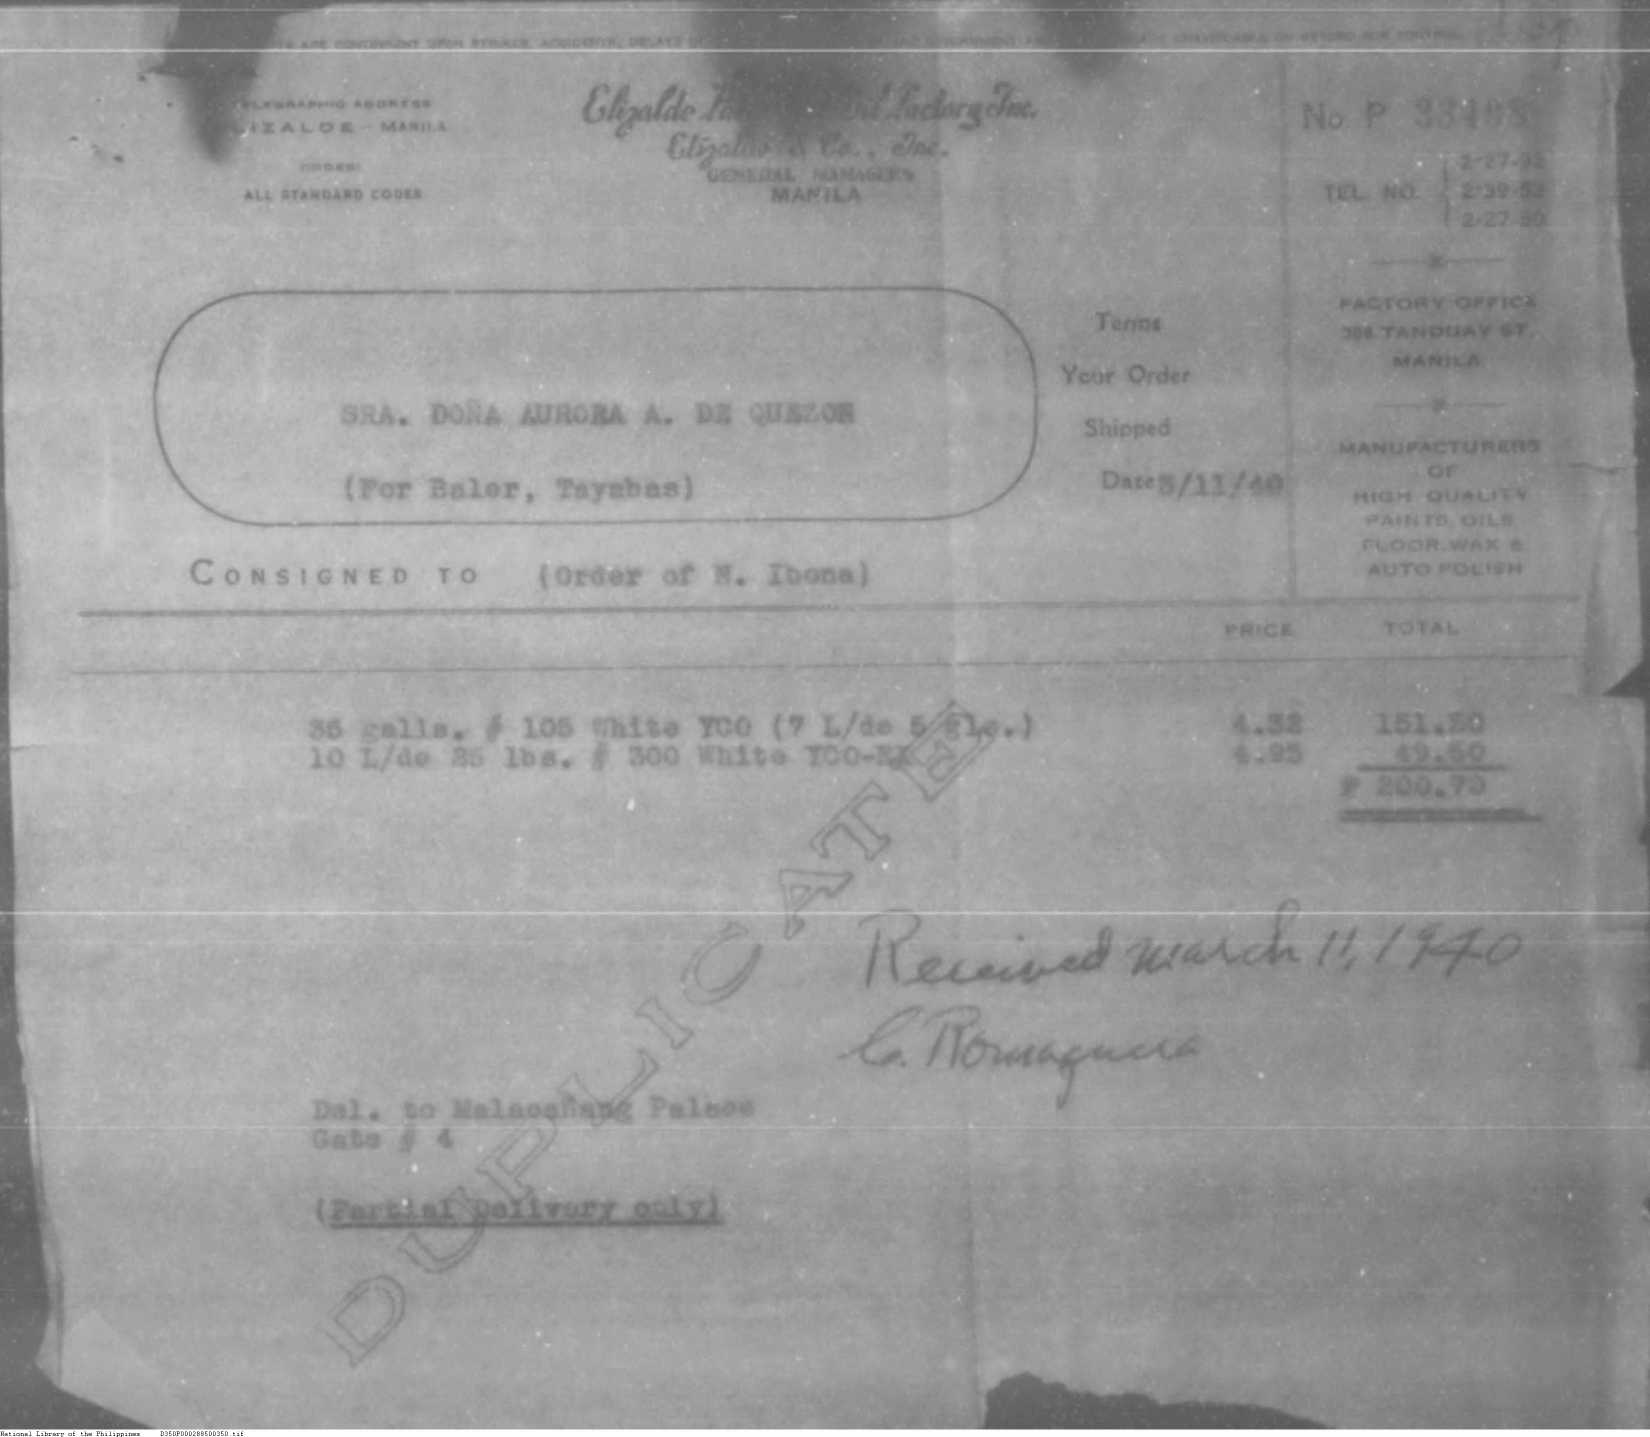 TELEGRAPHIC ADDRESS
ELIZALDE - MANILA
CODES:
ALL STANDARD CODES
Elizalde Factory Inc.
Elizalde & Co., Inc.
GENERAL MANAGERS
MANILA
No P
TEL. NO.
2-27-
2-39-52
2-27-
FACTORY OFFICE
TANDUAY ST.
MANILA
MANUFACTURERS
OF
HIGH QUALITY
PAINTS, OILS
FLOOR WAX &
AUTO POLISH
SRA. DOÑA AURORA A. DE QUEZON
(For Baler, Tayabas)
Terms
Your Order
Shipped
Date 3/11/40
CONSIGNED TO (Order of N. Ibona)
PRICE TOTAL
35 galls. # 105 White YCO (7 L/de 5 gls.) 4.32 151.20
10 L/de 25 lbs. # 300 White 4.95 49.50
₱ 200.70
DUPLICATE
Received March 11, 1940
C. Romaguera
Del. to Malacañang Palace
Gate # 4
(Partial Delivery only)
National Library of the Philippines